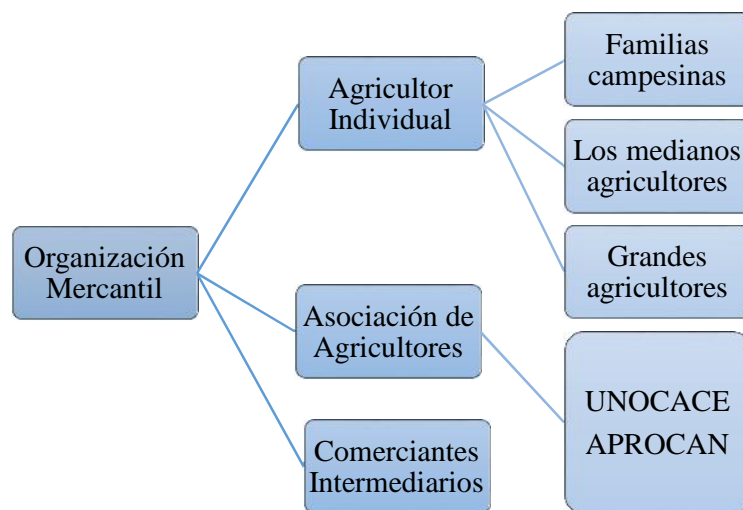 Organización
Mercantil
Agricultor
Individual
Familias
campesinas
Los medianos
agricultores
Grandes
agricultores
Asociación de
Agricultores
UNOCACE
APROCAN
Comerciantes
Intermediarios